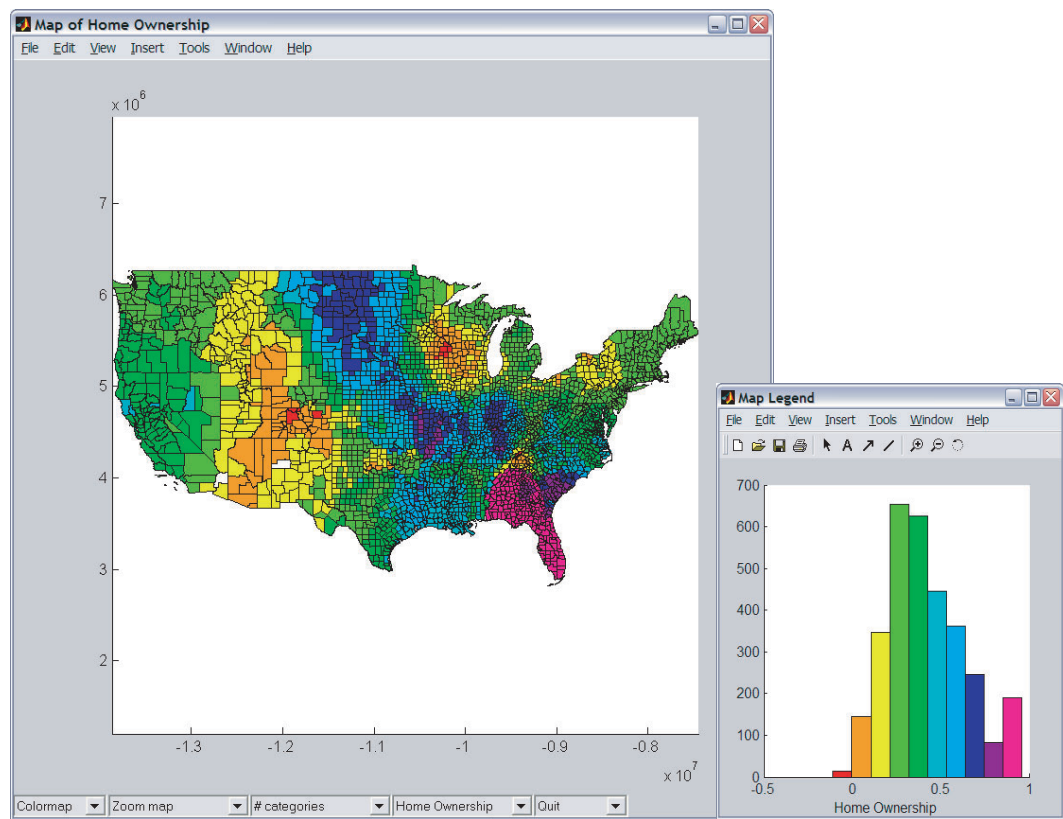 Map of Home Ownership
File Edit View Insert Tools Window Help
x 10^6
7
6
5
4
3
2
-1.3 -1.2 -1.1 -1 -0.9 -0.8
x 10^7
Colormap Zoom map # categories Home Ownership Quit
Map Legend
File Edit View Insert Tools Window Help
A
700
600
500
400
300
200
100
0
-0.5 0 0.5 1
Home Ownership